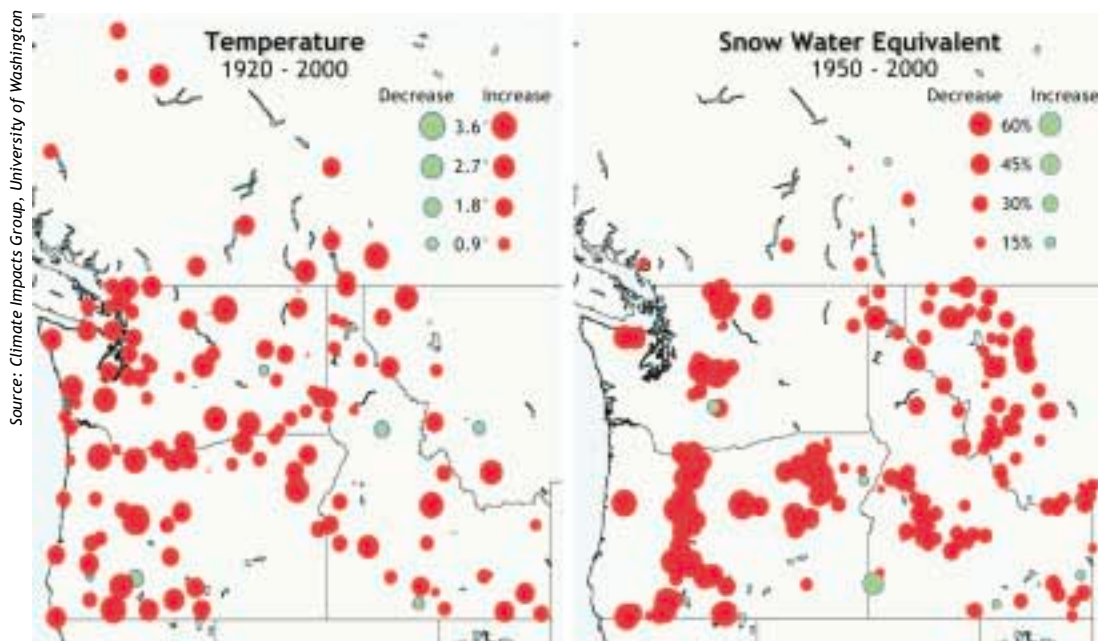 Source: Climate Impacts Group, University of Washington
Temperature
1920 - 2000
Decrease Increase
3.6°
2.7°
1.8°
0.9°
Snow Water Equivalent
1950 - 2000
Decrease Increase
60%
45%
30%
15%